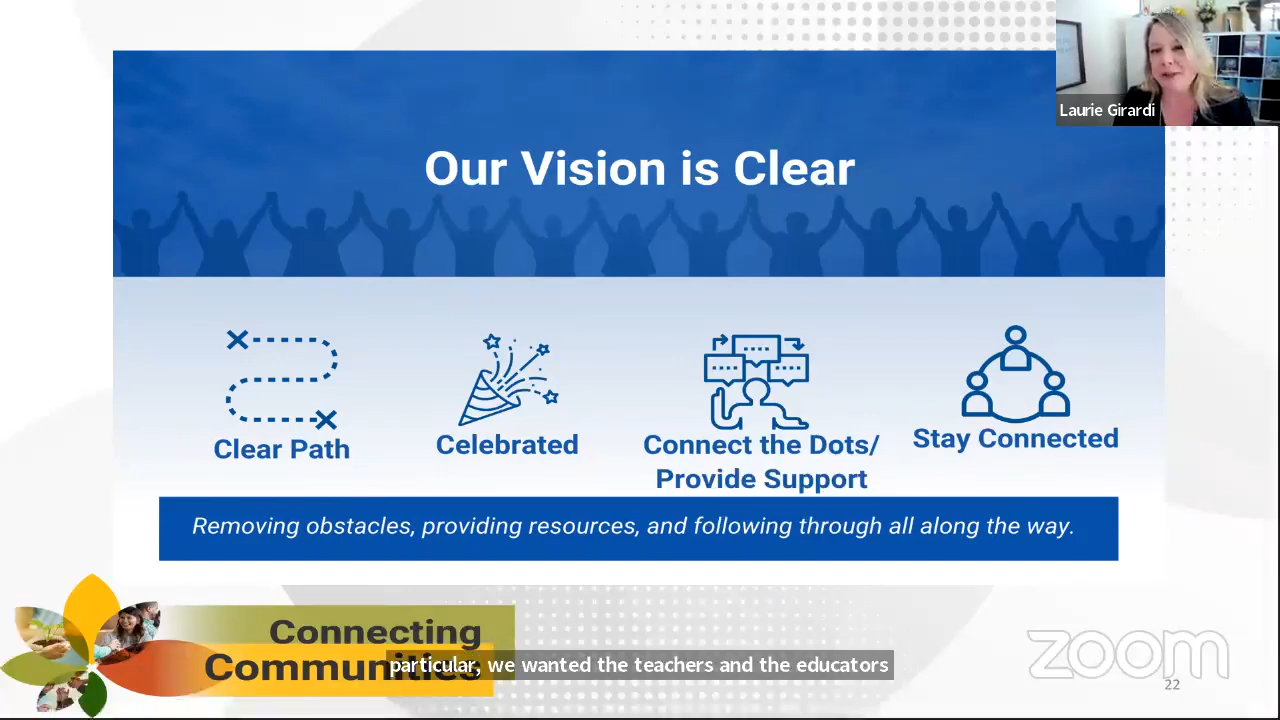 Laurie Girardi
Our Vision is Clear
Clear Path
Celebrated
Connect the Dots/
Provide Support
Stay Connected
Removing obstacles, providing resources, and following through all along the way.
Connecting
Communities
particular, we wanted the teachers and the educators
zoom
22